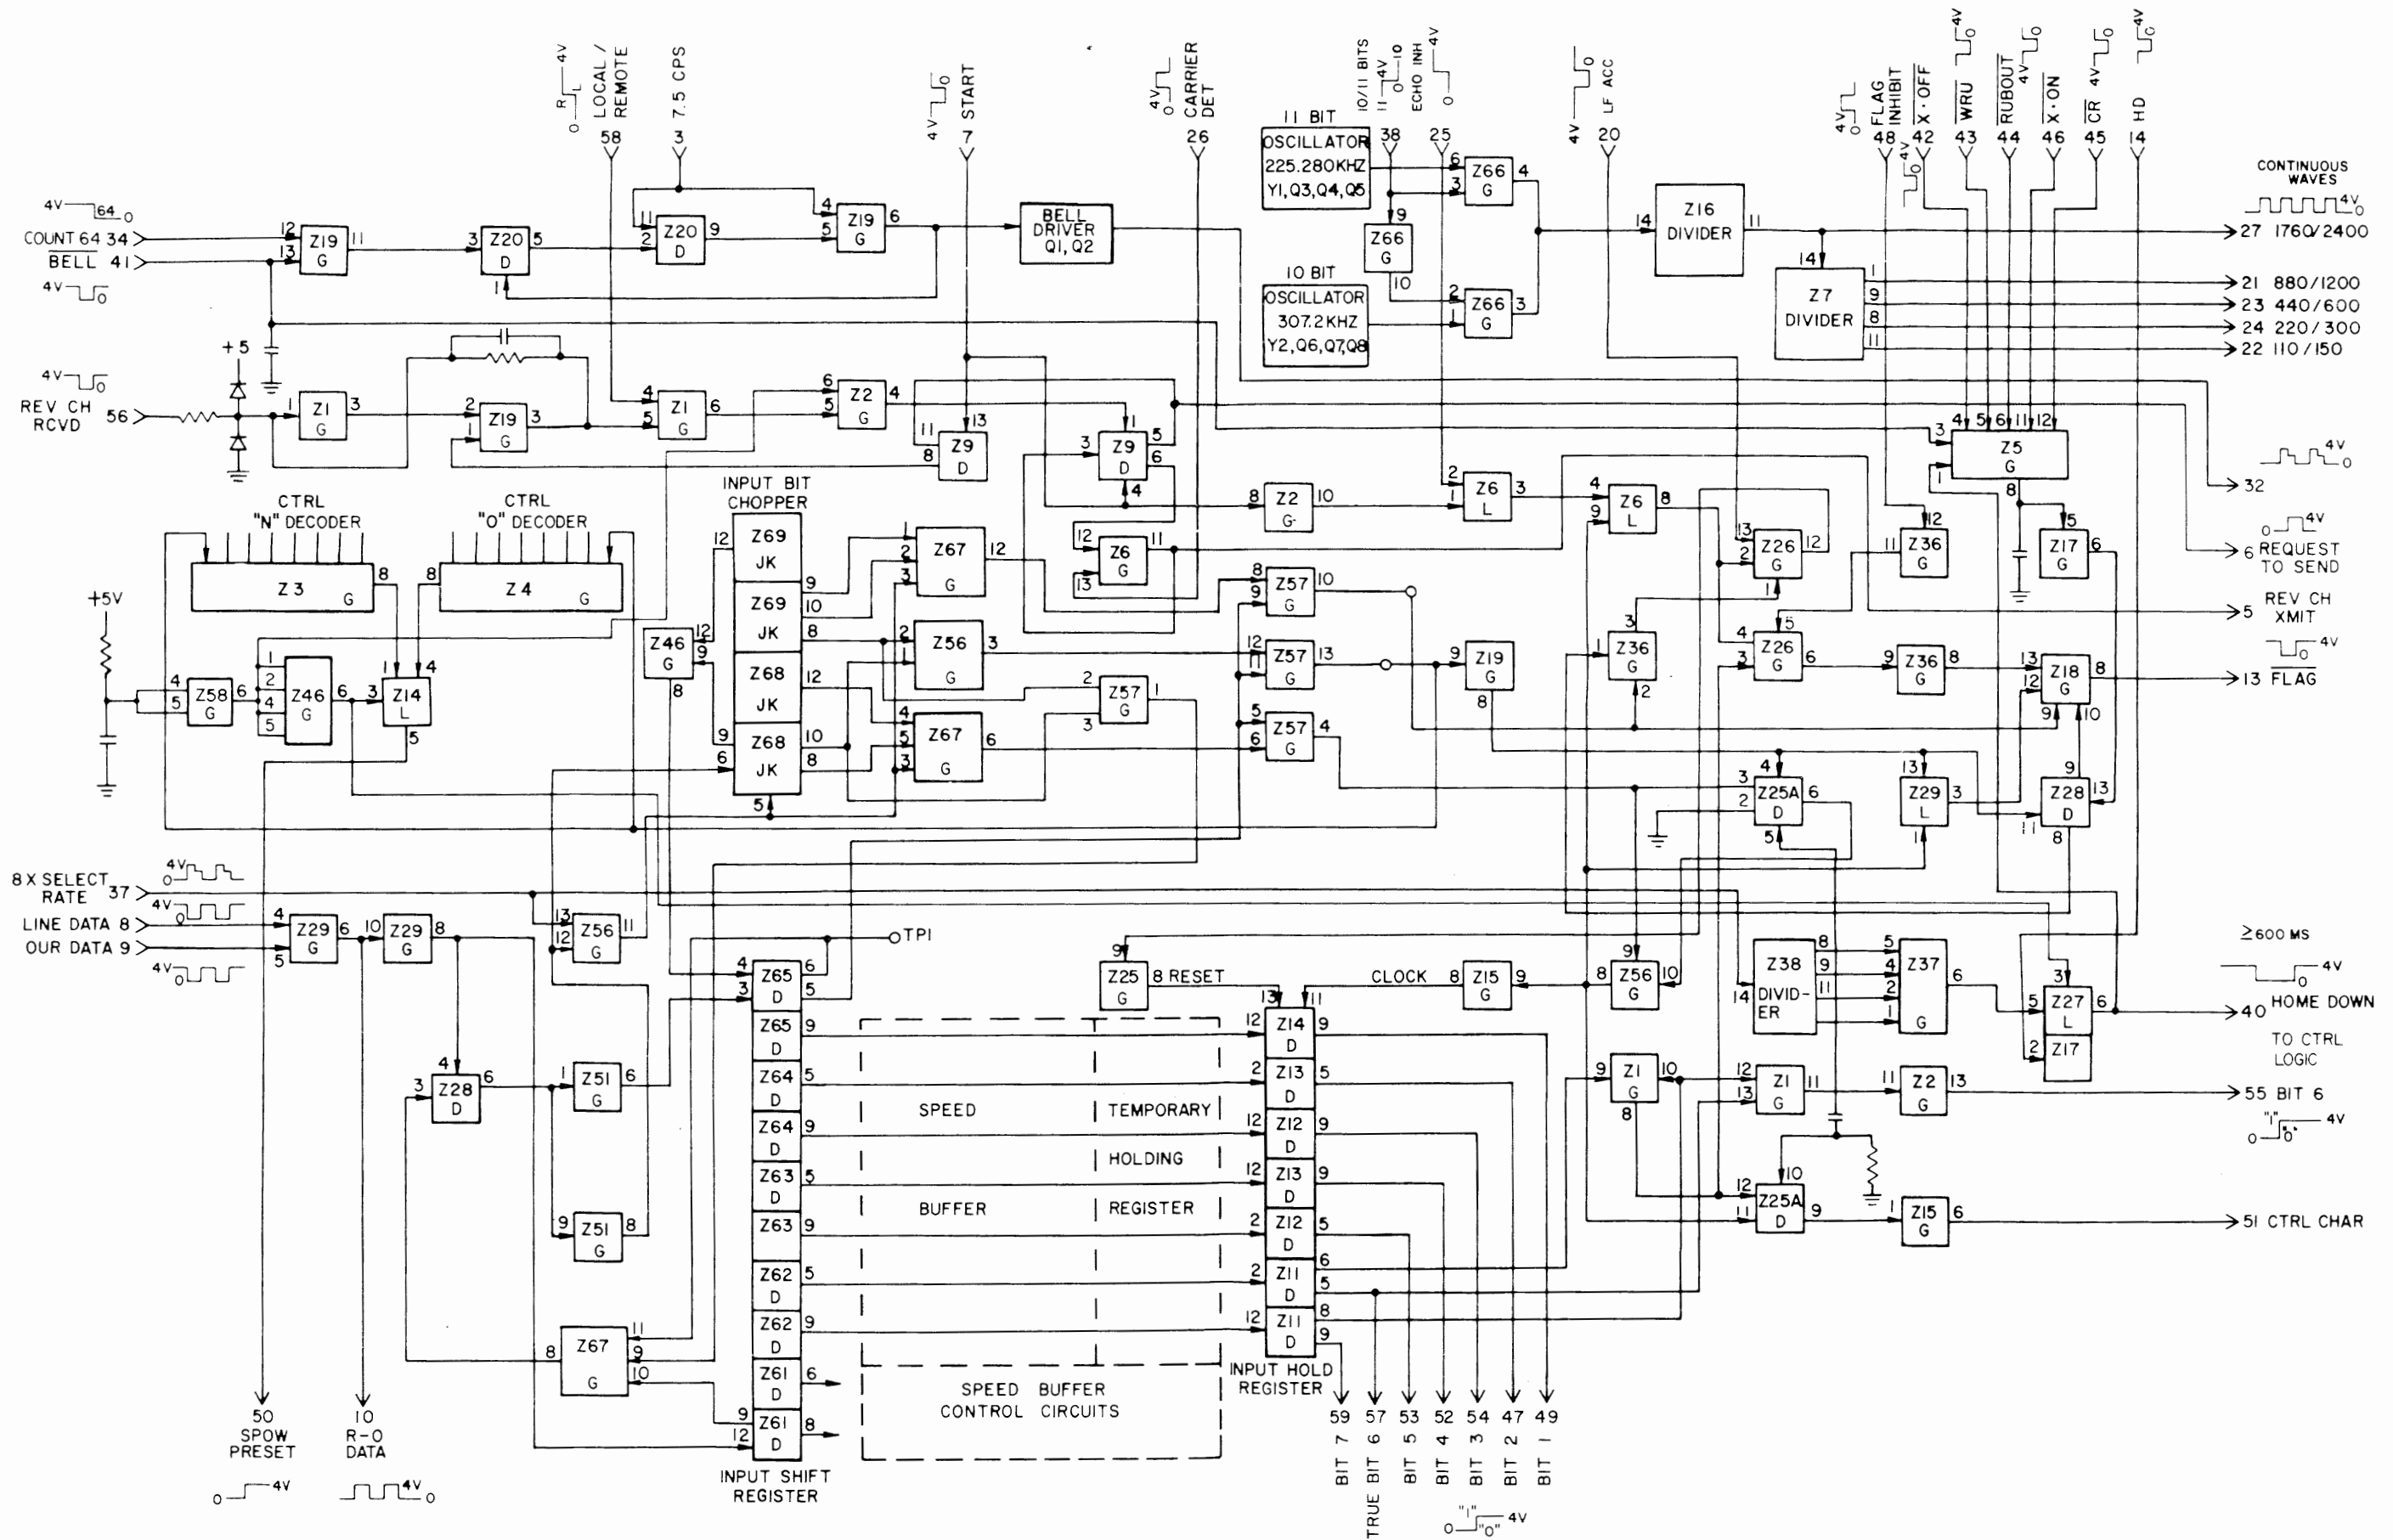 LOCAL /
REMOTE
58
7.5 CPS
3
START
7
CARRIER
DET
26
10/11 BITS
38
ECHO INH
25
LF ACC
20
FLAG
INHIBIT
48
X·OFF
42
WRU
43
RUBOUT
44
X·ON
46
CR
45
HD
14
CONTINUOUS
WAVES
27 1760/2400
21 880/1200
23 440/600
24 220/300
22 110/150
32
6 REQUEST
TO SEND
5 REV CH
XMIT
13 FLAG
≥600 MS
40 HOME DOWN
TO CTRL
LOGIC
55 BIT 6
51 CTRL CHAR
COUNT 64 34
BELL 41
REV CH
RCVD 56
8X SELECT
RATE 37
LINE DATA 8
OUR DATA 9
11 BIT
OSCILLATOR
225.280KHZ
Y1,Q3,Q4,Q5
10 BIT
OSCILLATOR
307.2KHZ
Y2,Q6,Q7,Q8
Z66
G
Z66
G
Z66
G
Z16
DIVIDER
Z7
DIVIDER
Z19
G
Z20
D
Z20
D
Z19
G
BELL
DRIVER
Q1, Q2
+5
Z1
G
Z19
G
Z1
G
Z2
G
Z9
D
Z9
D
Z5
G
CTRL
"N" DECODER
CTRL
"O" DECODER
INPUT BIT
CHOPPER
Z3 G
Z4 G
+5V
Z58
G
Z46
G
Z14
L
Z46
G
Z69
JK
Z69
JK
Z68
JK
Z68
JK
Z67
G
Z56
G
Z67
G
Z57
G
Z2
G
Z6
G
Z57
G
Z57
G
Z57
G
Z6
L
Z6
L
Z19
G
Z36
G
Z26
G
Z26
G
Z36
G
Z36
G
Z17
G
Z18
G
Z25A
D
Z29
L
Z28
D
Z29
G
Z29
G
Z56
G
TP1
Z28
D
Z51
G
Z51
G
Z67
G
Z65
D
Z65
D
Z64
D
Z64
D
Z63
D
Z63
Z62
D
Z62
D
Z61
D
Z61
D
INPUT SHIFT
REGISTER
SPEED
BUFFER
TEMPORARY
HOLDING
REGISTER
SPEED BUFFER
CONTROL CIRCUITS
Z25
G
RESET
CLOCK
Z15
G
Z56
G
Z14
D
Z13
D
Z12
D
Z13
D
Z12
D
Z11
D
Z11
D
INPUT HOLD
REGISTER
Z38
DIVID-
ER
Z37
G
Z27
L
Z17
Z1
G
Z1
G
Z2
G
Z25A
D
Z15
G
50
SPOW
PRESET
10
R-O
DATA
59
BIT 7
57
TRUE BIT 6
53
BIT 5
52
BIT 4
54
BIT 3
47
BIT 2
49
BIT 1